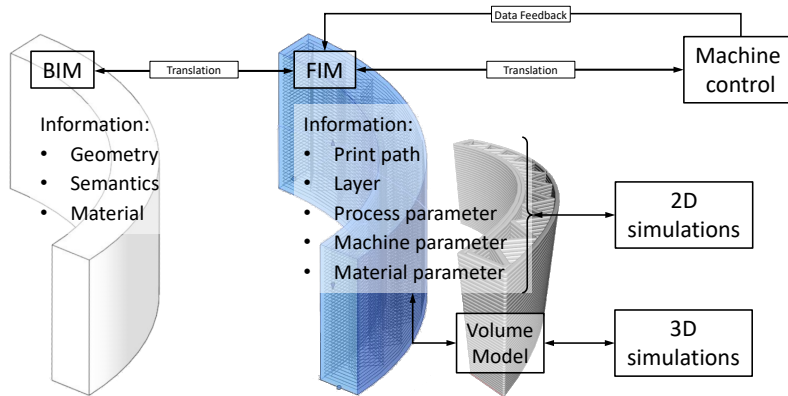 Data Feedback
BIM
Translation
FIM
Translation
Machine
control
Information:
• Geometry
• Semantics
• Material
Information:
• Print path
• Layer
• Process parameter
• Machine parameter
• Material parameter
2D
simulations
Volume
Model
3D
simulations